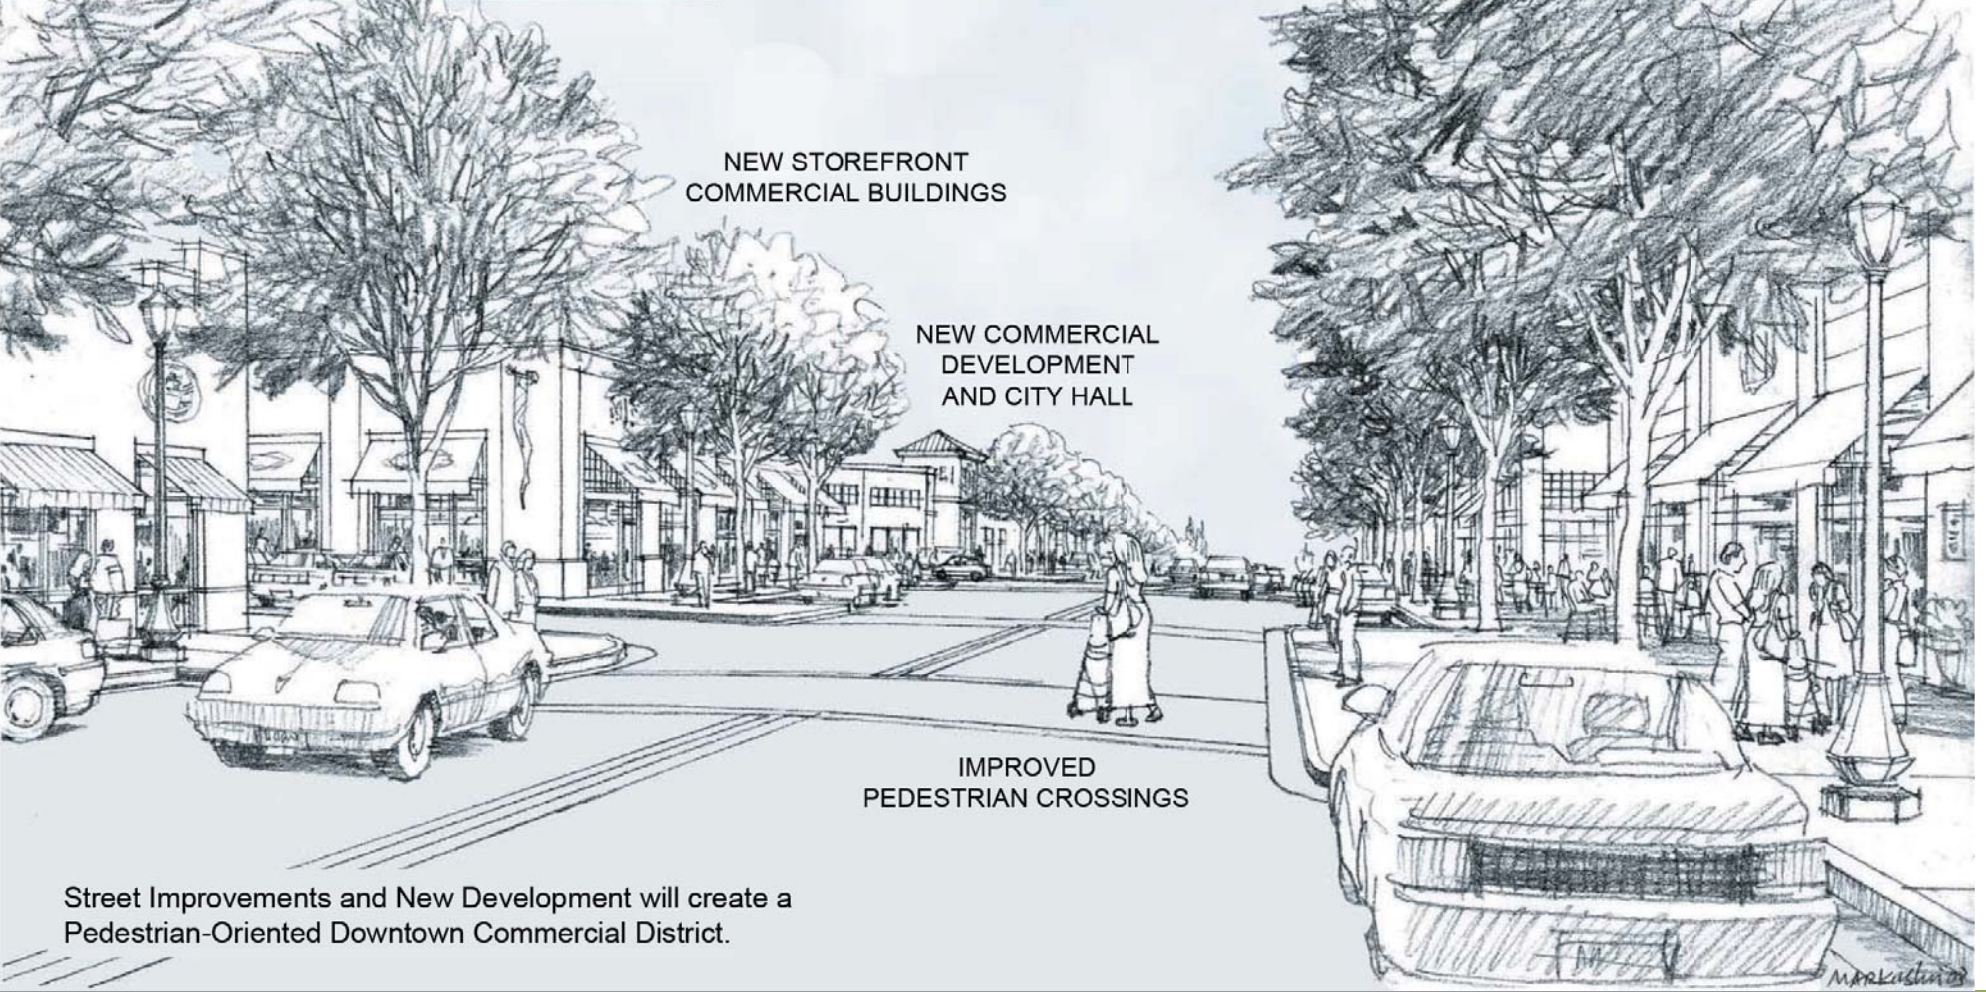 NEW STOREFRONT
COMMERCIAL BUILDINGS
NEW COMMERCIAL
DEVELOPMENT
AND CITY HALL
IMPROVED
PEDESTRIAN CROSSINGS
Street Improvements and New Development will create a
Pedestrian-Oriented Downtown Commercial District.